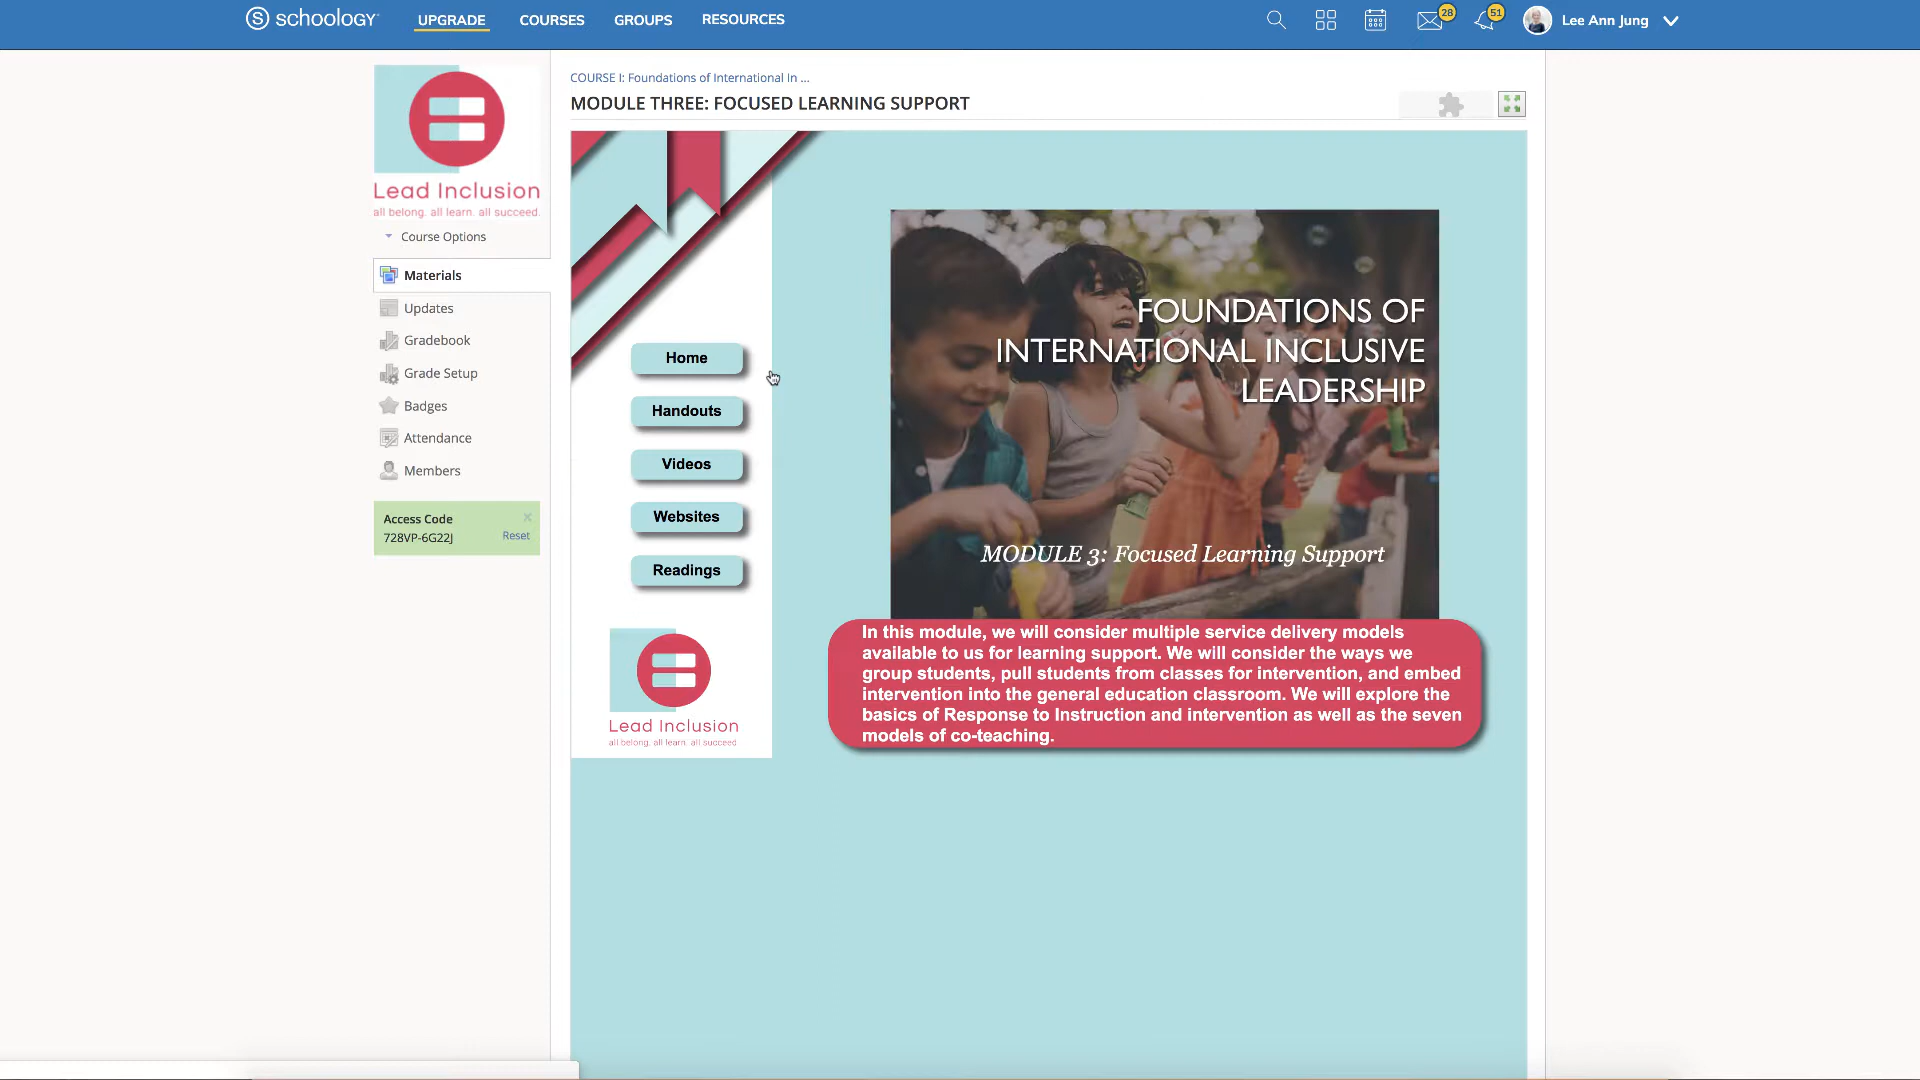 schoology
UPGRADE
COURSES
GROUPS
RESOURCES
28
51
Lee Ann Jung
Lead Inclusion
all belong. all learn. all succeed.
Course Options
Materials
Updates
Gradebook
Grade Setup
Badges
Attendance
Members
Access Code
728VP-6G22J
Reset
COURSE I: Foundations of International In ...
MODULE THREE: FOCUSED LEARNING SUPPORT
Home
Handouts
Videos
Websites
Readings
Lead Inclusion
all belong. all learn. all succeed
FOUNDATIONS OF
INTERNATIONAL INCLUSIVE
LEADERSHIP
MODULE 3: Focused Learning Support
In this module, we will consider multiple service delivery models
available to us for learning support. We will consider the ways we
group students, pull students from classes for intervention, and embed
intervention into the general education classroom. We will explore the
basics of Response to Instruction and intervention as well as the seven
models of co-teaching.